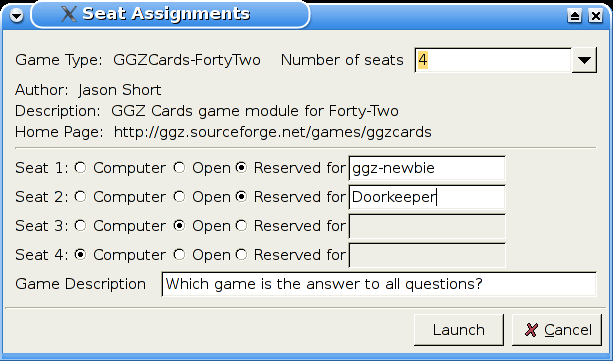 Seat Assignments
Game Type: GGZCards-FortyTwo Number of seats 4
Author: Jason Short
Description: GGZ Cards game module for Forty-Two
Home Page: http://ggz.sourceforge.net/games/ggzcards
Seat 1: Computer Open Reserved for ggz-newbie
Seat 2: Computer Open Reserved for Doorkeeper
Seat 3: Computer Open Reserved for
Seat 4: Computer Open Reserved for
Game Description Which game is the answer to all questions?
Launch Cancel